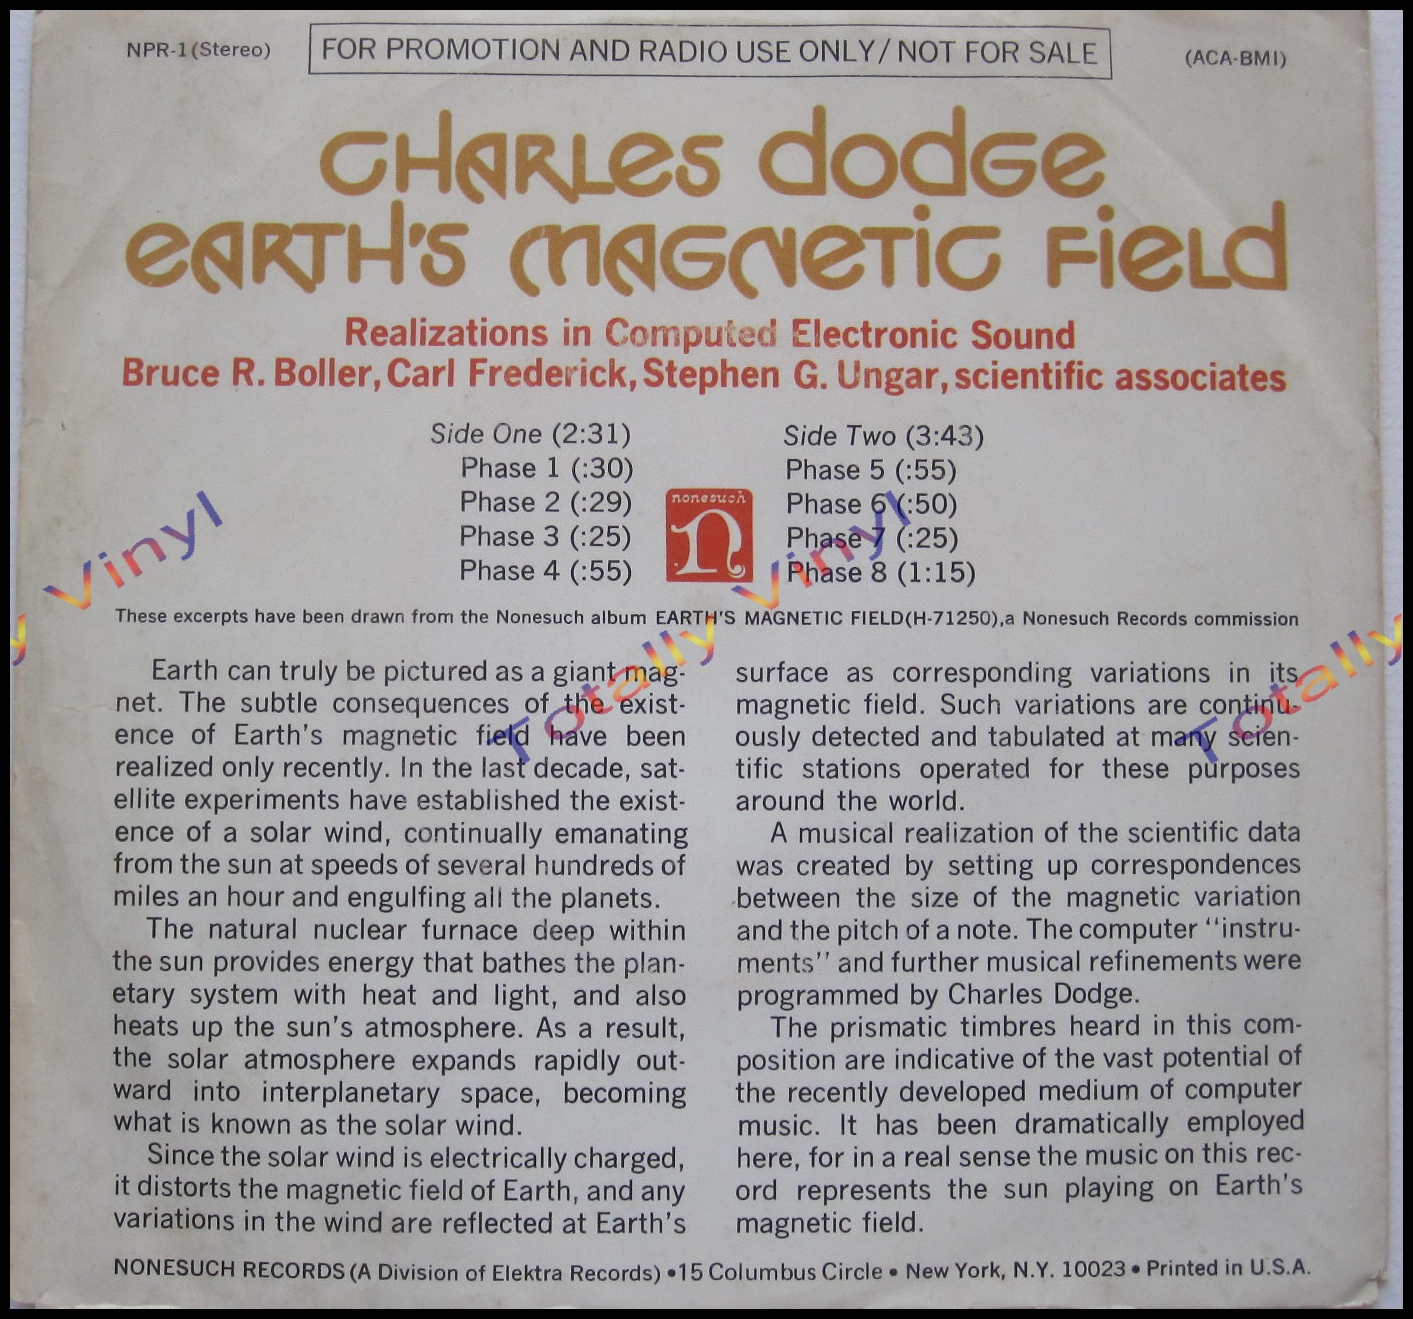 NPR-1 (Stereo)
FOR PROMOTION AND RADIO USE ONLY/NOT FOR SALE
(ACA-BMI)
CHARLES DODGE
EARTH'S MAGNETIC FIELD
Realizations in Computed Electronic Sound
Bruce R. Boller, Carl Frederick, Stephen G. Ungar, scientific associates
Side One (2:31)
Phase 1 (:30)
Phase 2 (:29)
Phase 3 (:25)
Phase 4 (:55)
nonesuch
n
Side Two (3:43)
Phase 5 (:55)
Phase 6 (:50)
Phase 7 (:25)
Phase 8 (1:15)
These excerpts have been drawn from the Nonesuch album EARTH'S MAGNETIC FIELD(H-71250),a Nonesuch Records commission
Earth can truly be pictured as a giant mag-
net. The subtle consequences of the exist-
ence of Earth's magnetic field have been
realized only recently. In the last decade, sat-
ellite experiments have established the exist-
ence of a solar wind, continually emanating
from the sun at speeds of several hundreds of
miles an hour and engulfing all the planets.
The natural nuclear furnace deep within
the sun provides energy that bathes the plan-
etary system with heat and light, and also
heats up the sun's atmosphere. As a result,
the solar atmosphere expands rapidly out-
ward into interplanetary space, becoming
what is known as the solar wind.
Since the solar wind is electrically charged,
it distorts the magnetic field of Earth, and any
variations in the wind are reflected at Earth's
surface as corresponding variations in its
magnetic field. Such variations are continu-
ously detected and tabulated at many scien-
tific stations operated for these purposes
around the world.
A musical realization of the scientific data
was created by setting up correspondences
between the size of the magnetic variation
and the pitch of a note. The computer "instru-
ments" and further musical refinements were
programmed by Charles Dodge.
The prismatic timbres heard in this com-
position are indicative of the vast potential of
the recently developed medium of computer
music. It has been dramatically employed
here, for in a real sense the music on this rec-
ord represents the sun playing on Earth's
magnetic field.
NONESUCH RECORDS (A Division of Elektra Records) •15 Columbus Circle • New York, N.Y. 10023 • Printed in U.S.A.
y Vinyl
Totally Vinyl
Totally